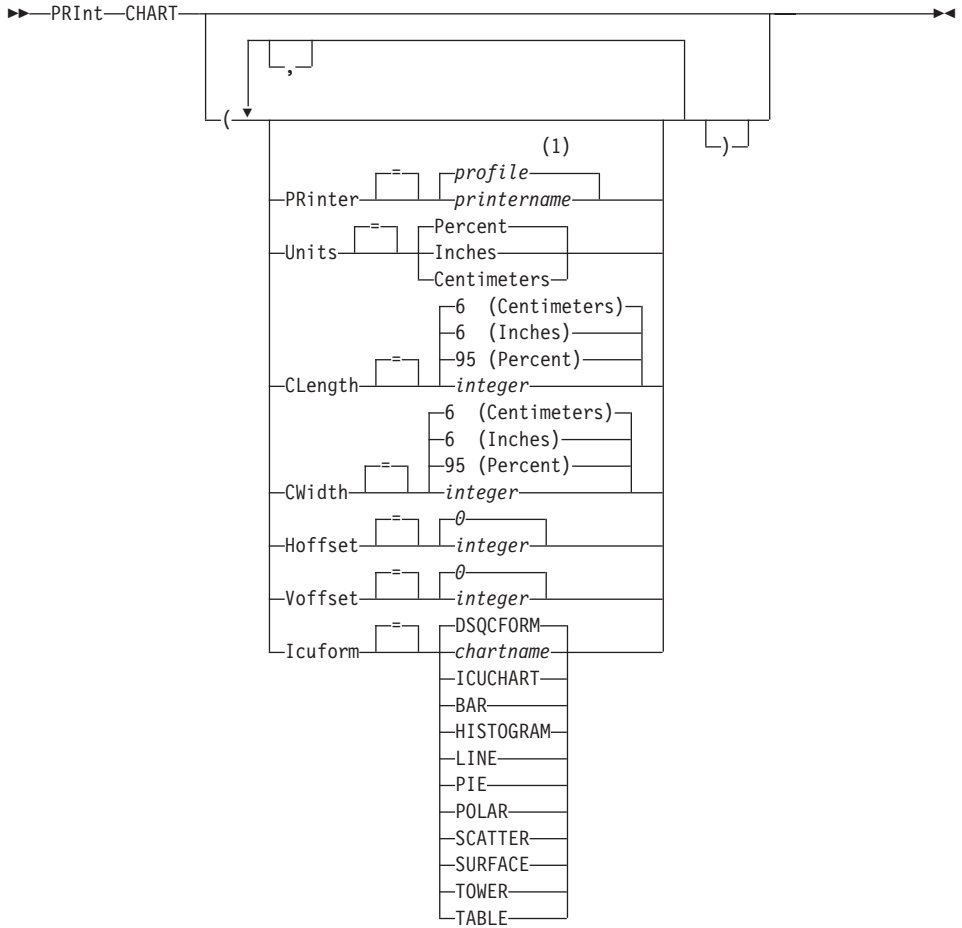 PRInt CHART
,
(
)
(1)
= profile
PRinter printername
= Percent
Units Inches
Centimeters
6 (Centimeters)
6 (Inches)
= 95 (Percent)
CLength integer
6 (Centimeters)
6 (Inches)
= 95 (Percent)
CWidth integer
= 0
Hoffset integer
= 0
Voffset integer
= DSQCFORM
Icuform chartname
ICUCHART
BAR
HISTOGRAM
LINE
PIE
POLAR
SCATTER
SURFACE
TOWER
TABLE